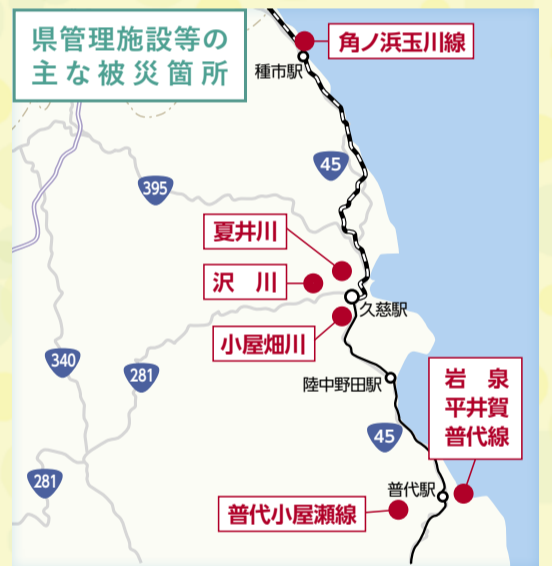 県管理施設等の
主な被災箇所
角ノ浜玉川線
種市駅
45
395
夏井川
沢　川
久慈駅
小屋畑川
340
281
陸中野田駅
岩　泉
平井賀
普代線
45
281
普代駅
普代小屋瀬線